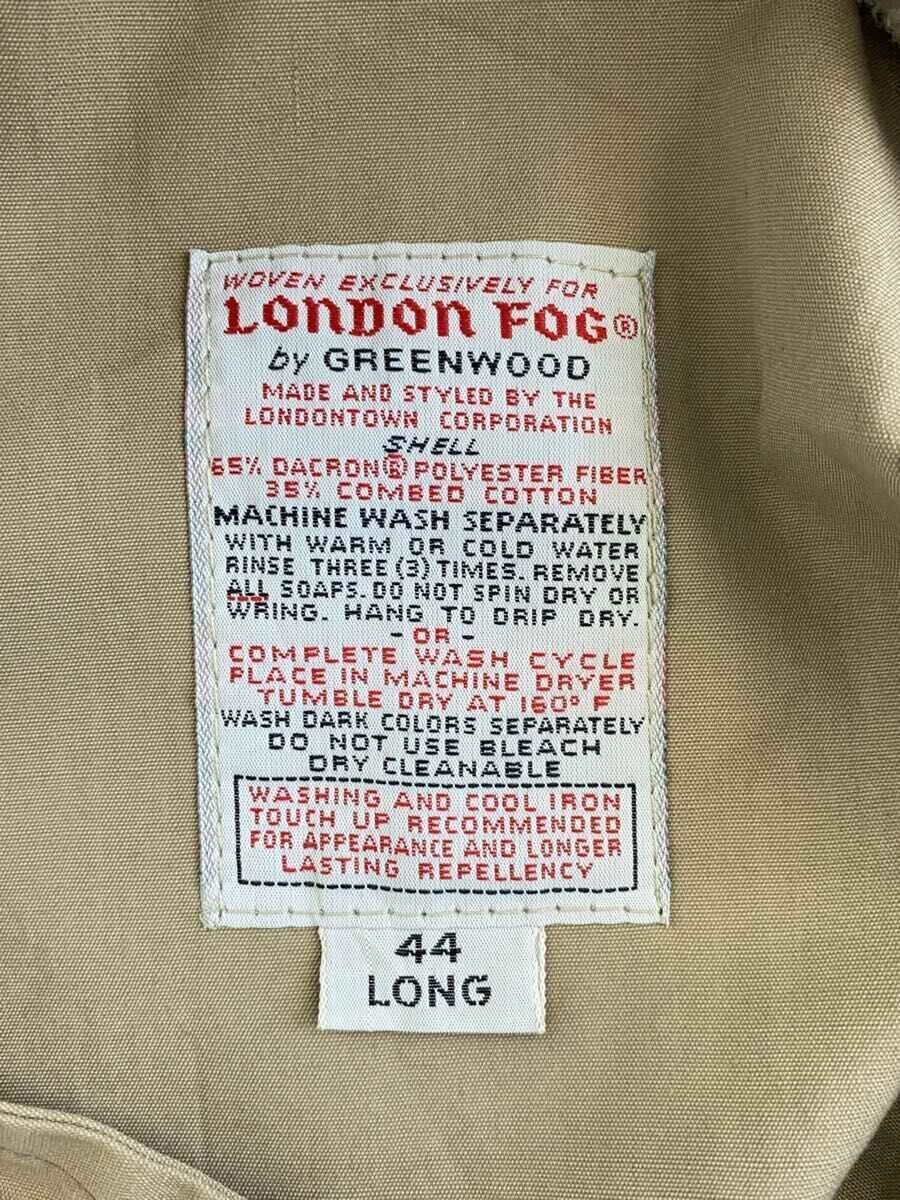 WOVEN EXCLUSIVELY FOR
LONDON FOG®
by GREENWOOD
MADE AND STYLED BY THE
LONDONTOWN CORPORATION
SHELL
65% DACRON® POLYESTER FIBER
35% COMBED COTTON
MACHINE WASH SEPARATELY
WITH WARM OR COLD WATER
RINSE THREE (3) TIMES. REMOVE
ALL SOAPS. DO NOT SPIN DRY OR
WRING. HANG TO DRIP DRY.
- OR -
COMPLETE WASH CYCLE
PLACE IN MACHINE DRYER
TUMBLE DRY AT 160° F
WASH DARK COLORS SEPARATELY
DO NOT USE BLEACH
DRY CLEANABLE
WASHING AND COOL IRON
TOUCH UP RECOMMENDED
FOR APPEARANCE AND LONGER
LASTING REPELLENCY
44
LONG